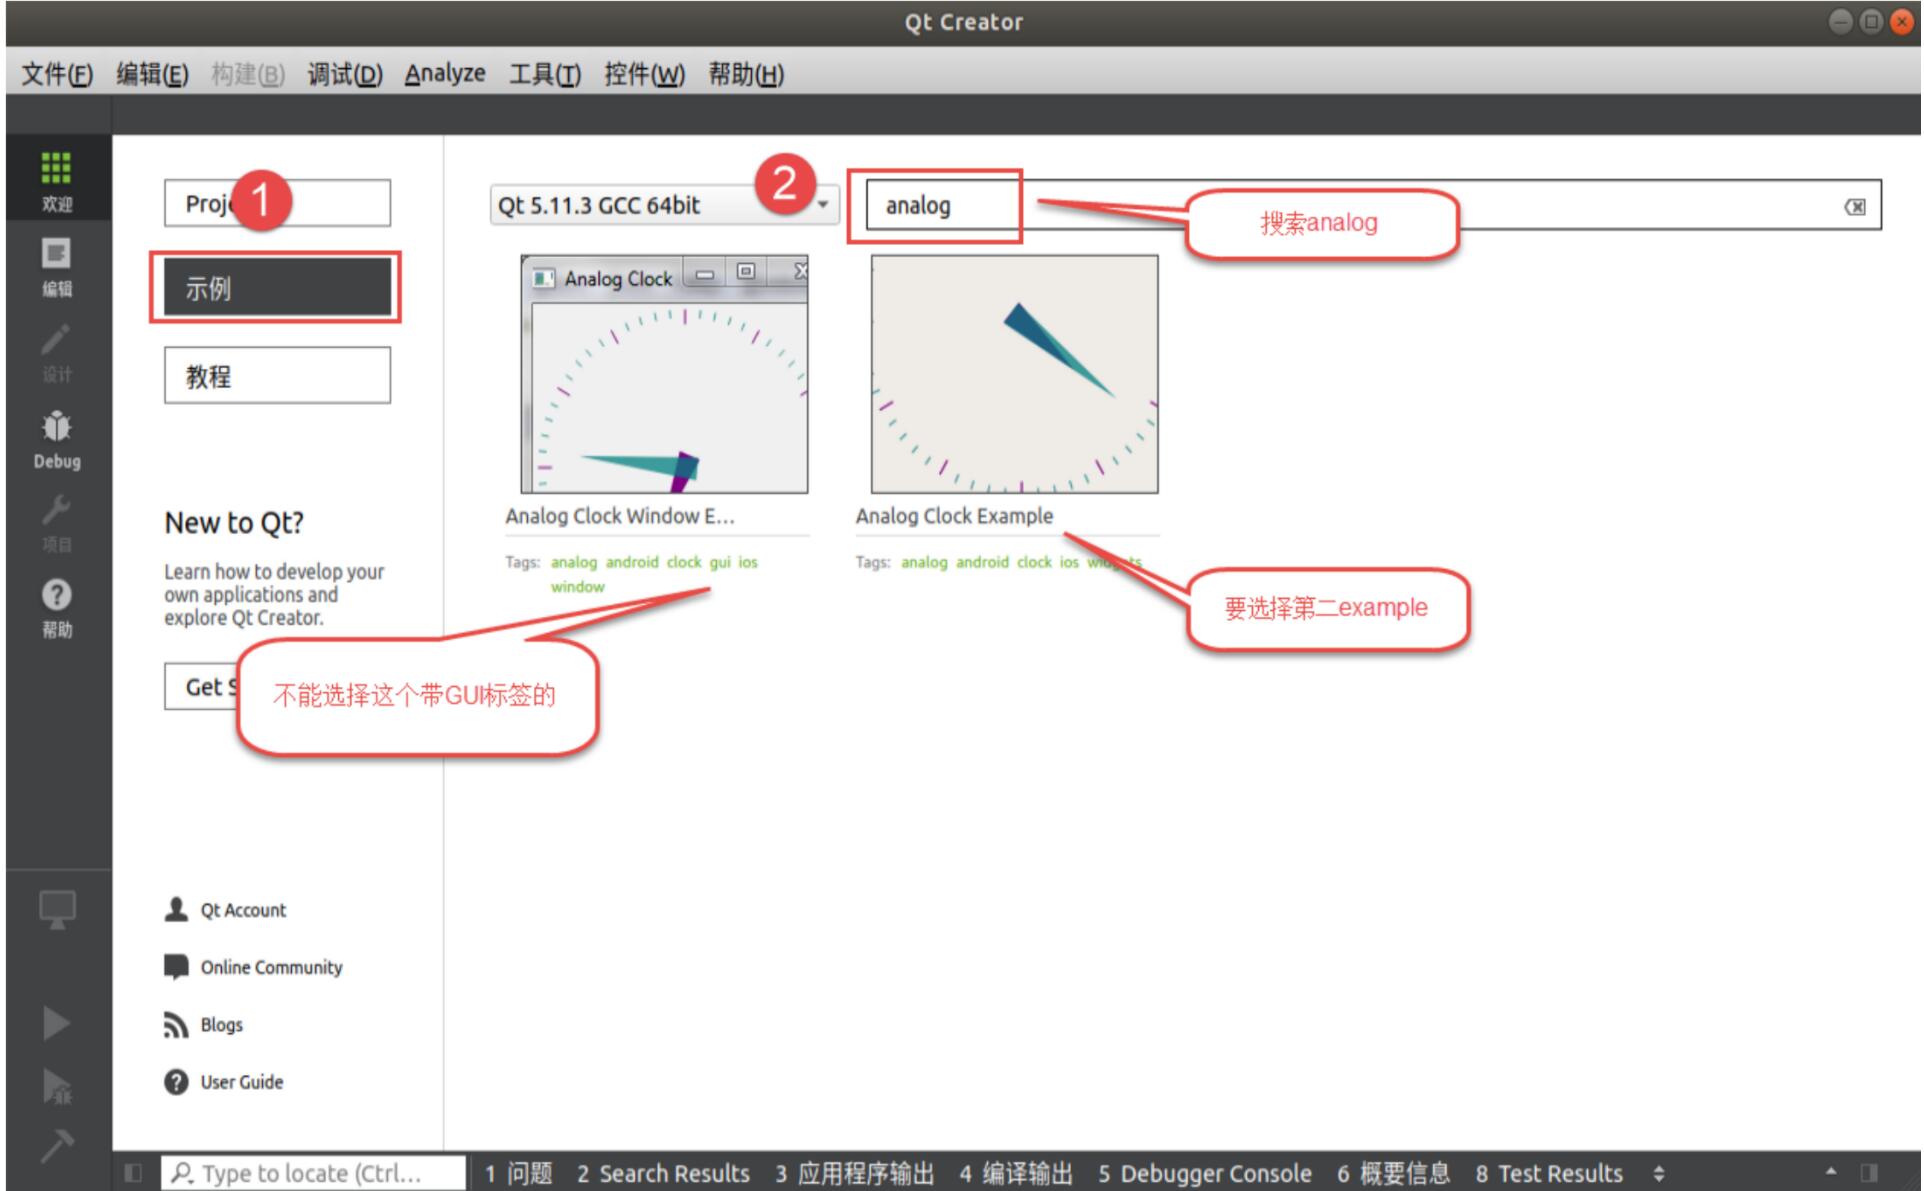 Qt Creator
文件(F) 编辑(E) 构建(B) 调试(D) Analyze 工具(T) 控件(W) 帮助(H)
欢迎
编辑
设计
Debug
项目
帮助
1
示例
教程
New to Qt?
Learn how to develop your
own applications and
explore Qt Creator.
Get S
Qt Account
Online Community
Blogs
User Guide
Qt 5.11.3 GCC 64bit
2
analog
搜索analog
Analog Clock
Analog Clock Window E...
Tags: analog android clock gui ios
window
Analog Clock Example
Tags: analog android clock ios widgets
要选择第二example
不能选择这个带GUI标签的
Type to locate (Ctrl...
1 问题 2 Search Results 3 应用程序输出 4 编译输出 5 Debugger Console 6 概要信息 8 Test Results